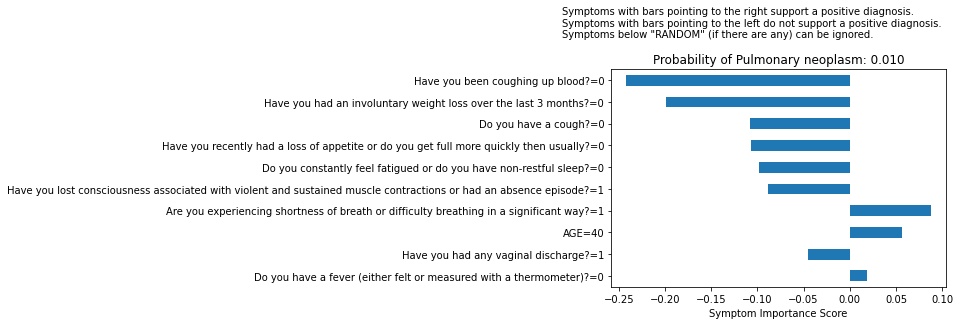 Symptoms with bars pointing to the right support a positive diagnosis.
Symptoms with bars pointing to the left do not support a positive diagnosis.
Symptoms below "RANDOM" (if there are any) can be ignored.
Probability of Pulmonary neoplasm: 0.010
Have you been coughing up blood?=0
Have you had an involuntary weight loss over the last 3 months?=0
Do you have a cough?=0
Have you recently had a loss of appetite or do you get full more quickly then usually?=0
Do you constantly feel fatigued or do you have non-restful sleep?=0
Have you lost consciousness associated with violent and sustained muscle contractions or had an absence episode?=1
Are you experiencing shortness of breath or difficulty breathing in a significant way?=1
AGE=40
Have you had any vaginal discharge?=1
Do you have a fever (either felt or measured with a thermometer)?=0
−0.25 −0.20 −0.15 −0.10 −0.05 0.00 0.05 0.10
Symptom Importance Score